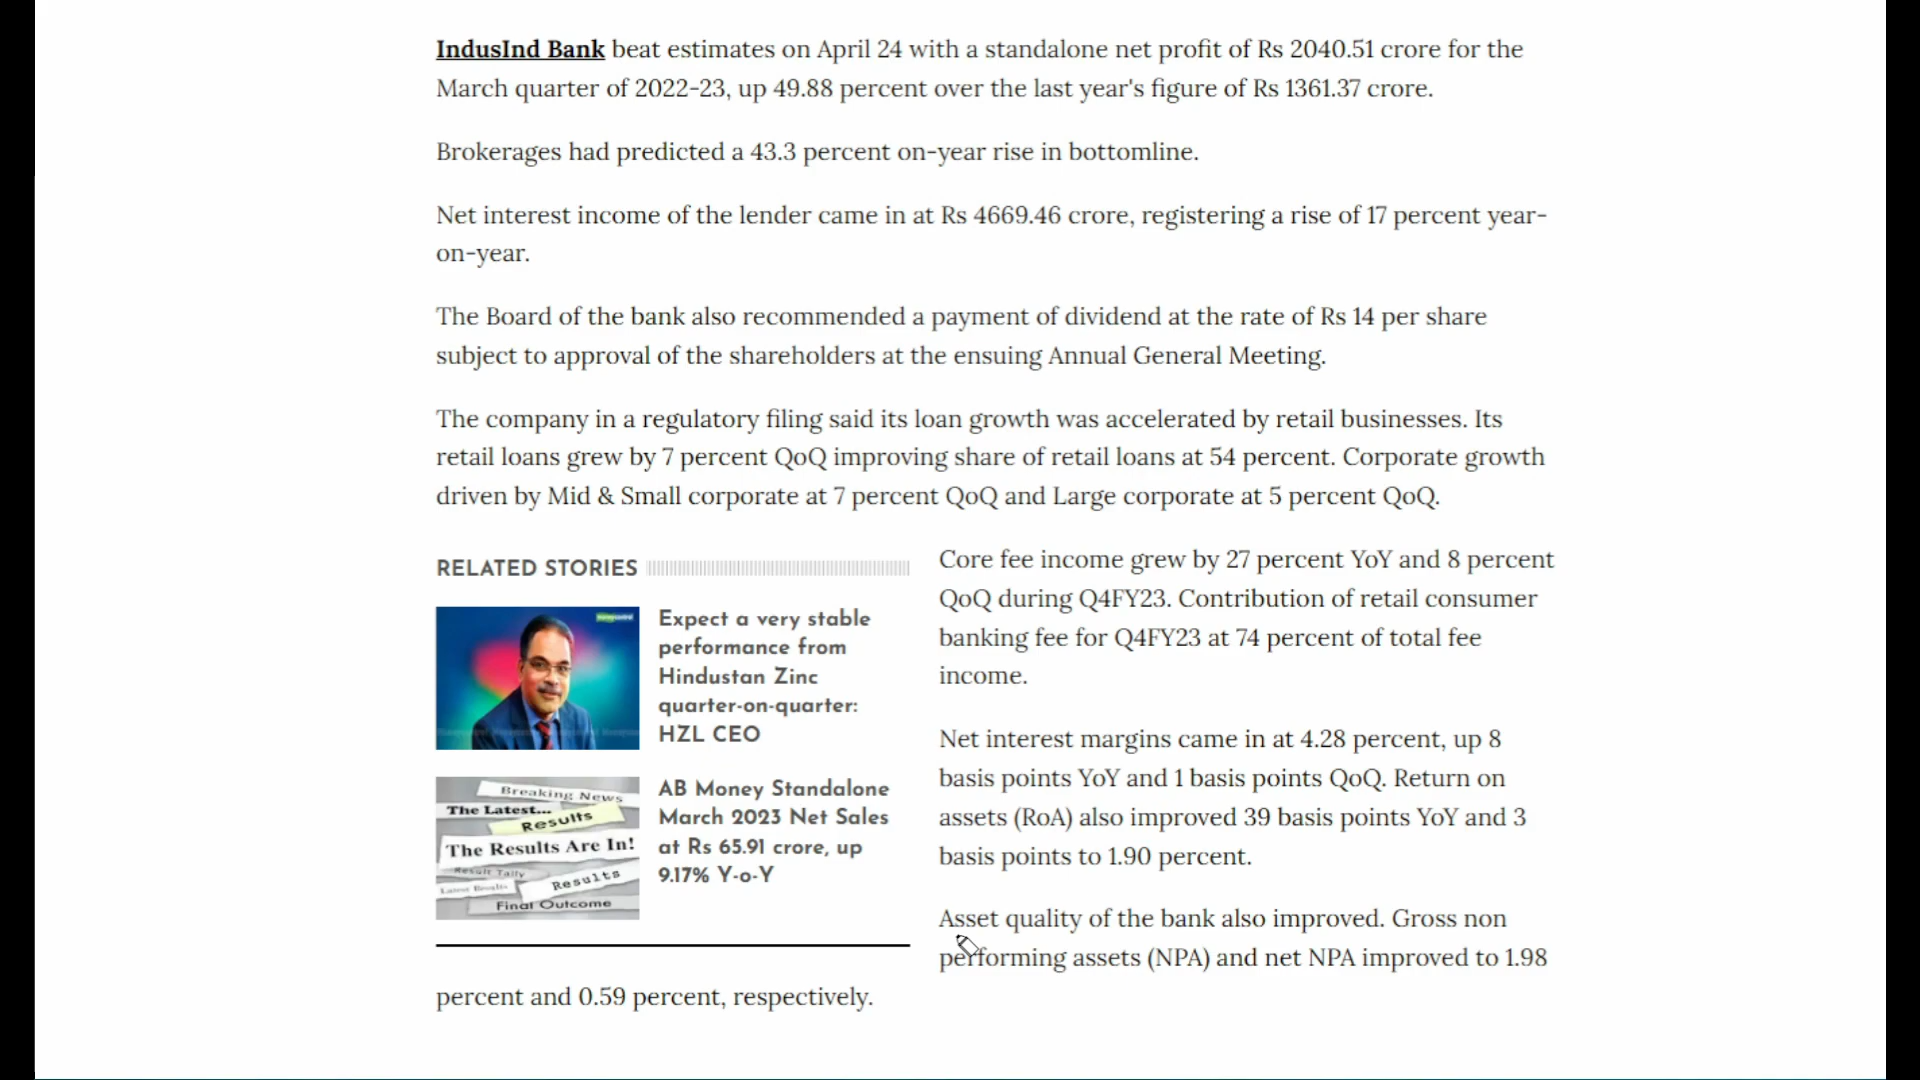 IndusInd Bank beat estimates on April 24 with a standalone net profit of Rs 2040.51 crore for the
March quarter of 2022-23, up 49.88 percent over the last year's figure of Rs 1361.37 crore.
Brokerages had predicted a 43.3 percent on-year rise in bottomline.
Net interest income of the lender came in at Rs 4669.46 crore, registering a rise of 17 percent year-
on-year.
The Board of the bank also recommended a payment of dividend at the rate of Rs 14 per share
subject to approval of the shareholders at the ensuing Annual General Meeting.
The company in a regulatory filing said its loan growth was accelerated by retail businesses. Its
retail loans grew by 7 percent QoQ improving share of retail loans at 54 percent. Corporate growth
driven by Mid & Small corporate at 7 percent QoQ and Large corporate at 5 percent QoQ.
RELATED STORIES
Expect a very stable
performance from
Hindustan Zinc
quarter-on-quarter:
HZL CEO
Breaking News
The Latest...
Results
The Results Are In!
Result Tally
Latest Results
Results
Final Outcome
AB Money Standalone
March 2023 Net Sales
at Rs 65.91 crore, up
9.17% Y-o-Y
Core fee income grew by 27 percent YoY and 8 percent
QoQ during Q4FY23. Contribution of retail consumer
banking fee for Q4FY23 at 74 percent of total fee
income.
Net interest margins came in at 4.28 percent, up 8
basis points YoY and 1 basis points QoQ. Return on
assets (RoA) also improved 39 basis points YoY and 3
basis points to 1.90 percent.
Asset quality of the bank also improved. Gross non
performing assets (NPA) and net NPA improved to 1.98
percent and 0.59 percent, respectively.